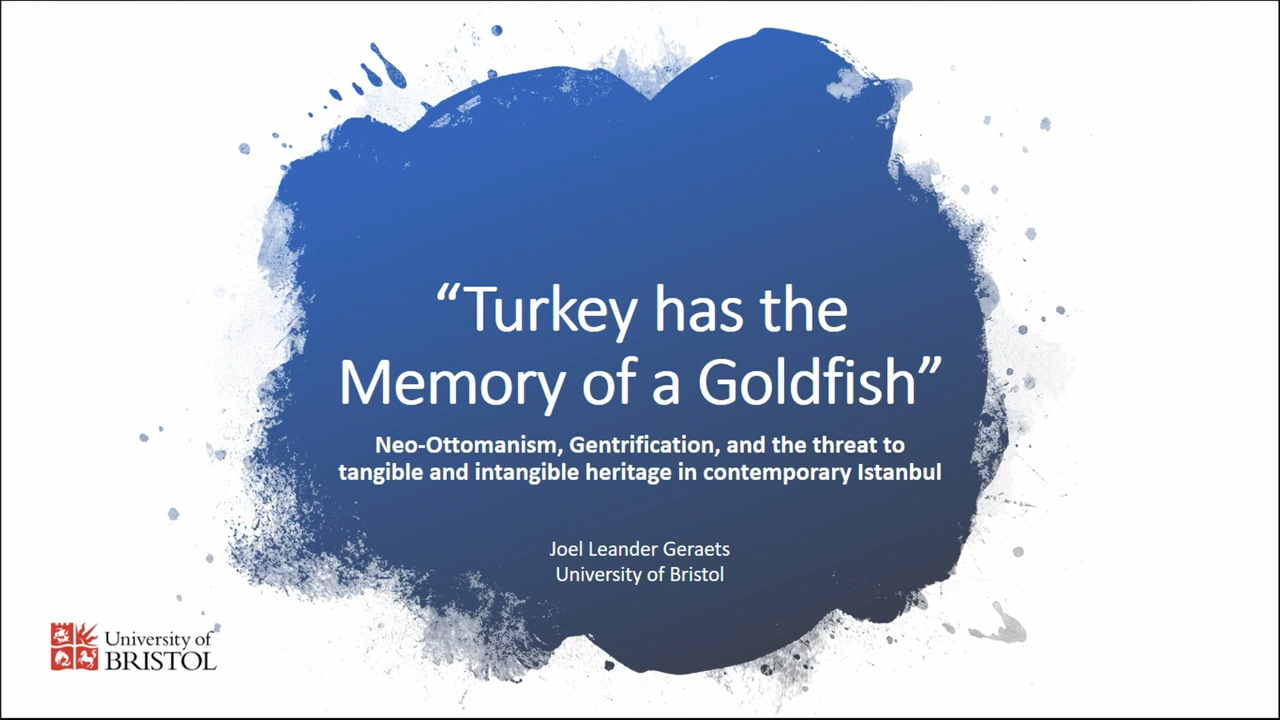 “Turkey has the
Memory of a Goldfish”
Neo-Ottomanism, Gentrification, and the threat to
tangible and intangible heritage in contemporary Istanbul
Joel Leander Geraets
University of Bristol
University of
BRISTOL